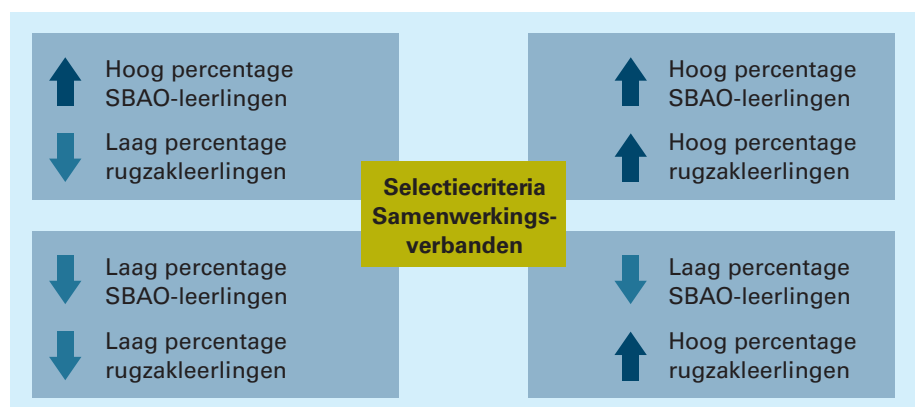 Hoog percentage
SBAO-leerlingen
Laag percentage
rugzakleerlingen
Hoog percentage
SBAO-leerlingen
Hoog percentage
rugzakleerlingen
Selectiecriteria
Samenwerkings-
verbanden
Laag percentage
SBAO-leerlingen
Laag percentage
rugzakleerlingen
Laag percentage
SBAO-leerlingen
Hoog percentage
rugzakleerlingen